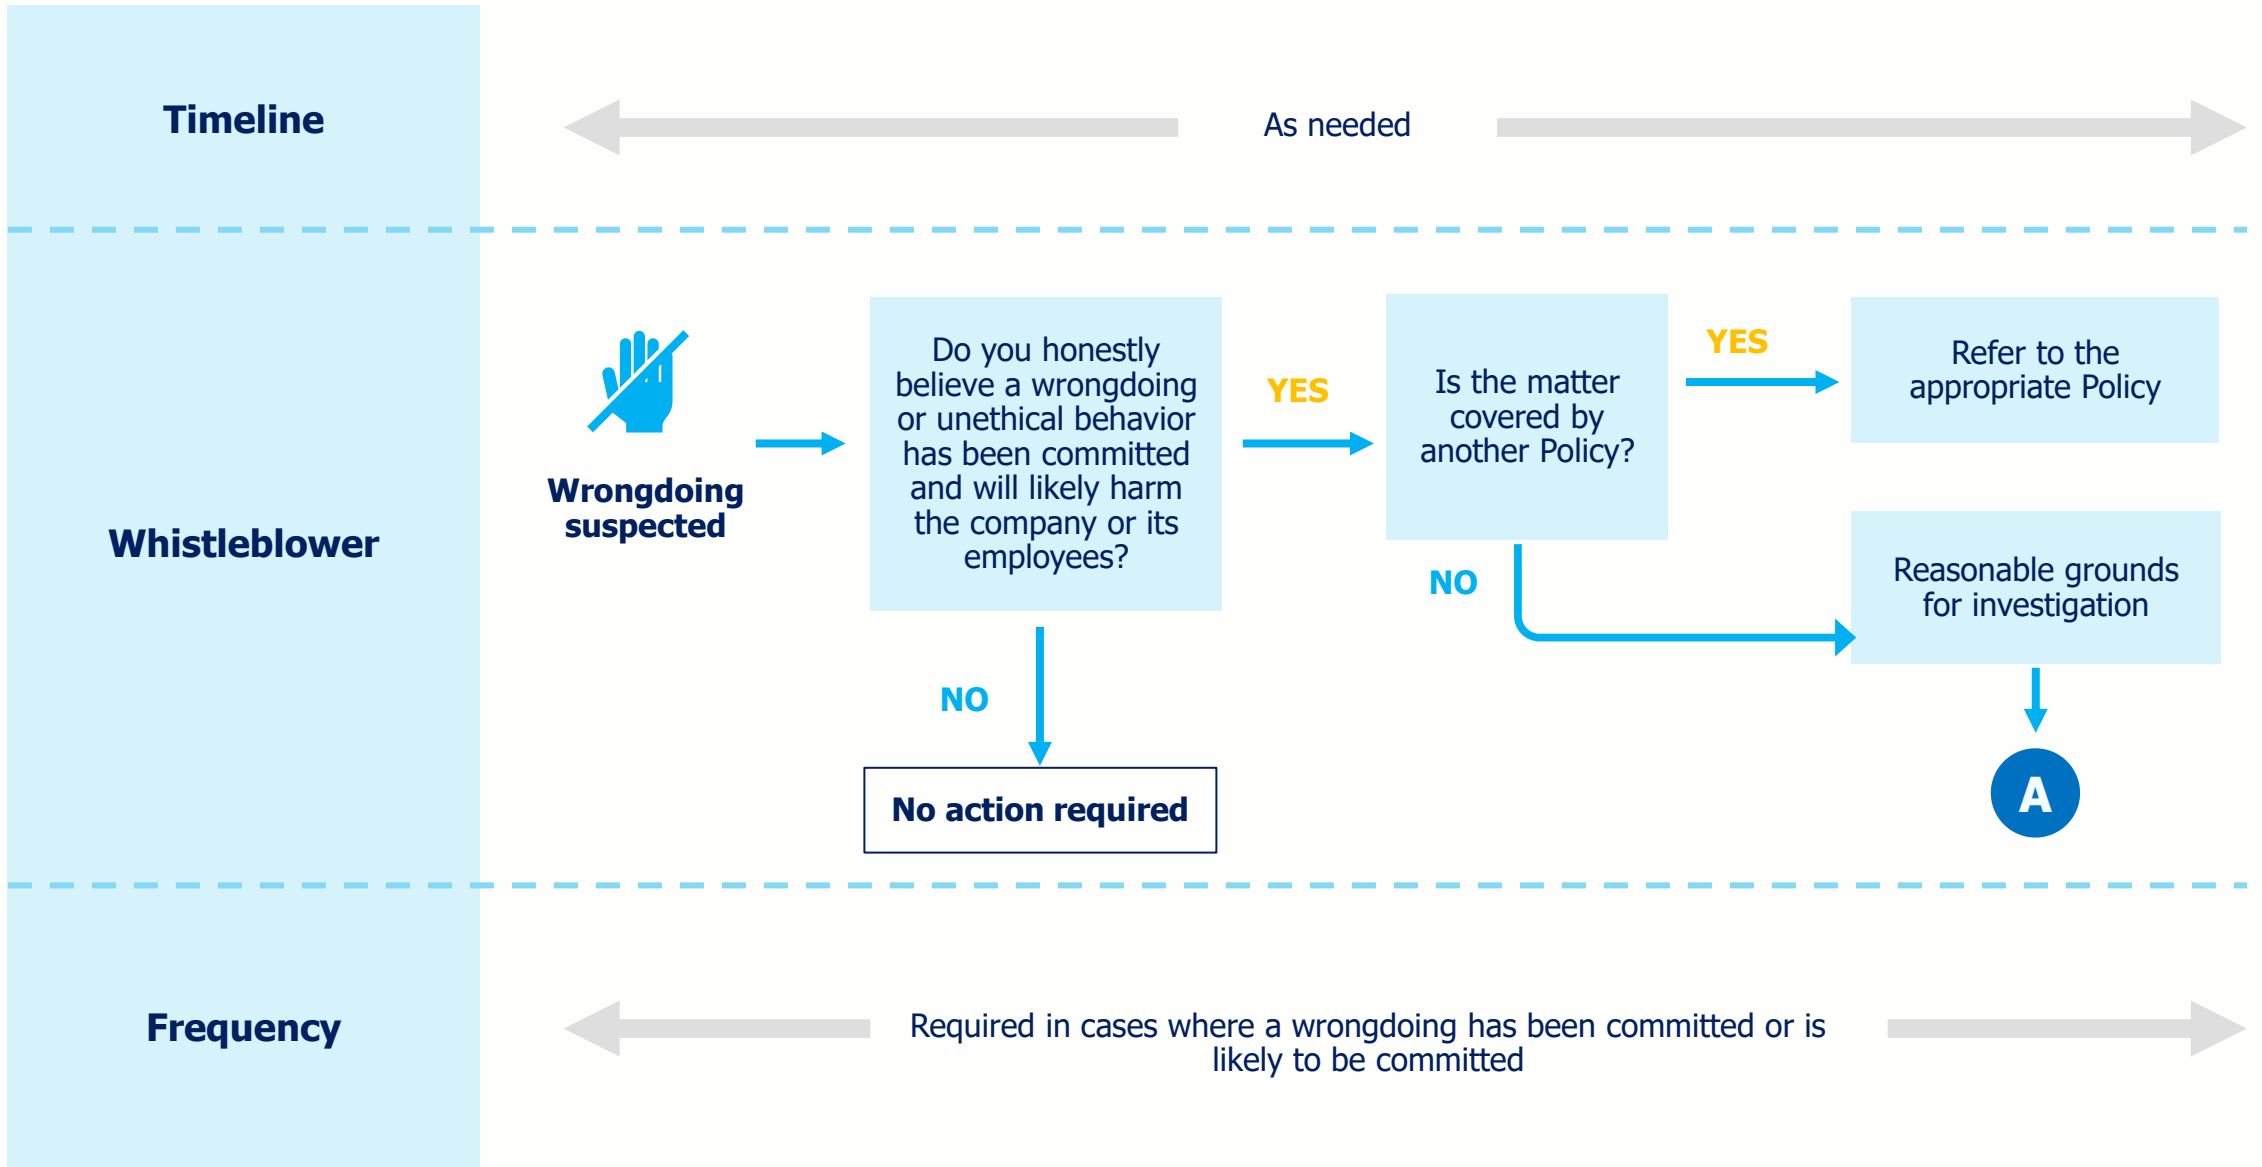 Timeline
As needed
Whistleblower
Wrongdoing
suspected
Do you honestly
believe a wrongdoing
or unethical behavior
has been committed
and will likely harm
the company or its
employees?
YES
NO
No action required
Is the matter
covered by
another Policy?
YES
NO
Refer to the
appropriate Policy
Reasonable grounds
for investigation
A
Frequency
Required in cases where a wrongdoing has been committed or is
likely to be committed